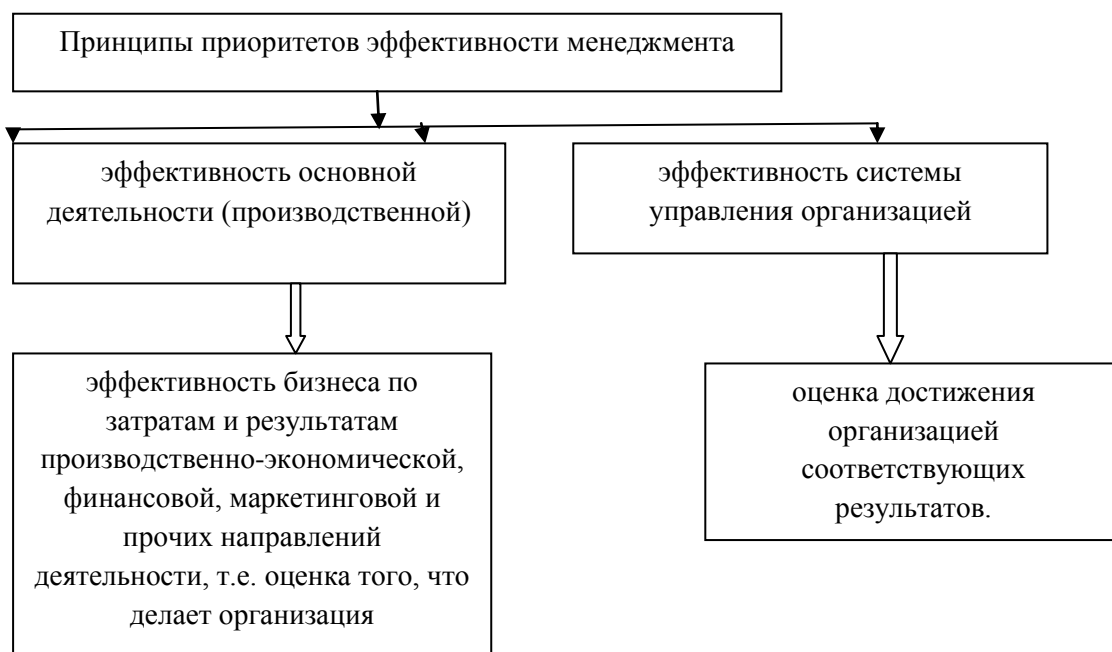 Принципы приоритетов эффективности менеджмента
эффективность основной
деятельности (производственной)
эффективность системы
управления организацией
эффективность бизнеса по
затратам и результатам
производственно-экономической,
финансовой, маркетинговой и
прочих направлений
деятельности, т.е. оценка того, что
делает организация
оценка достижения
организацией
соответствующих
результатов.